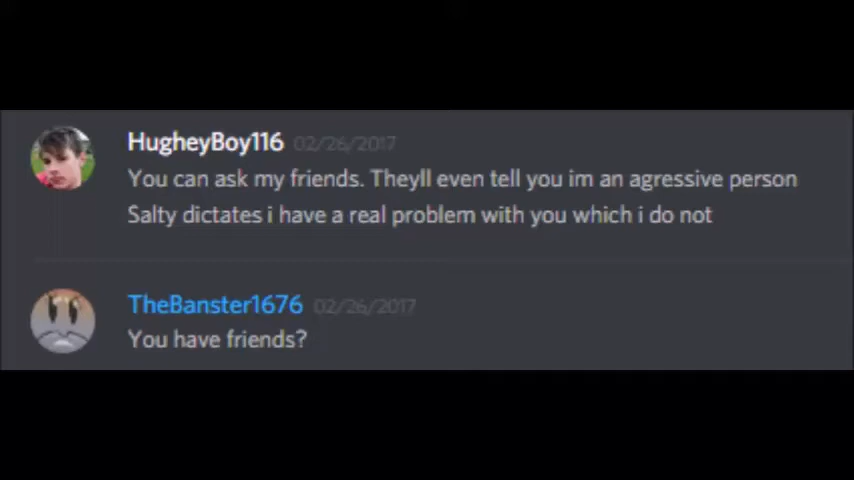 HugheyBoy116 02/26/2017
You can ask my friends. Theyll even tell you im an agressive person
Salty dictates i have a real problem with you which i do not
TheBanster1676 02/26/2017
You have friends?